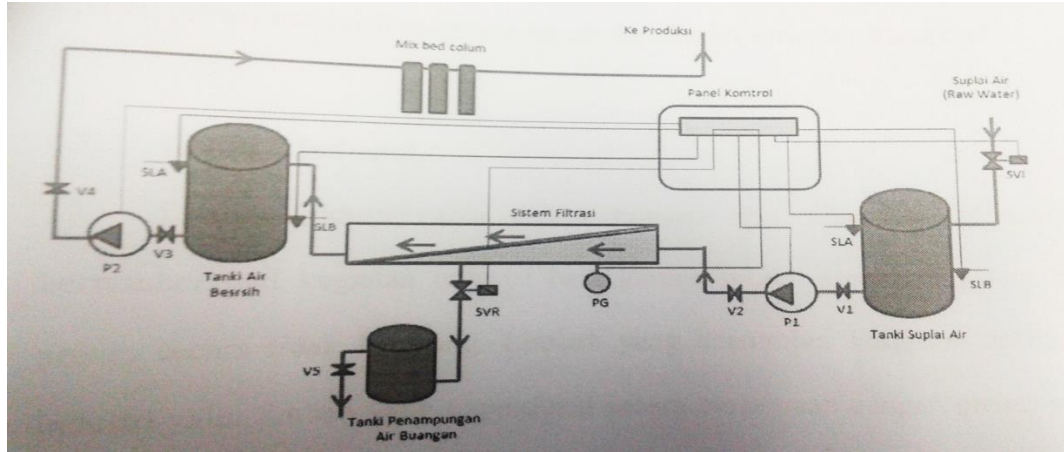 Ke Produksi
Mix bed colum
Suplai Air
(Raw Water)
Panel Komtrol
SVI
SLA
V4
SLB
Sistem Filtrasi
SLA
SLB
P2
V3
Tanki Air
Besrsih
SVR
PG
V2
P1
V1
Tanki Suplai Air
V5
Tanki Penampungan
Air Buangan